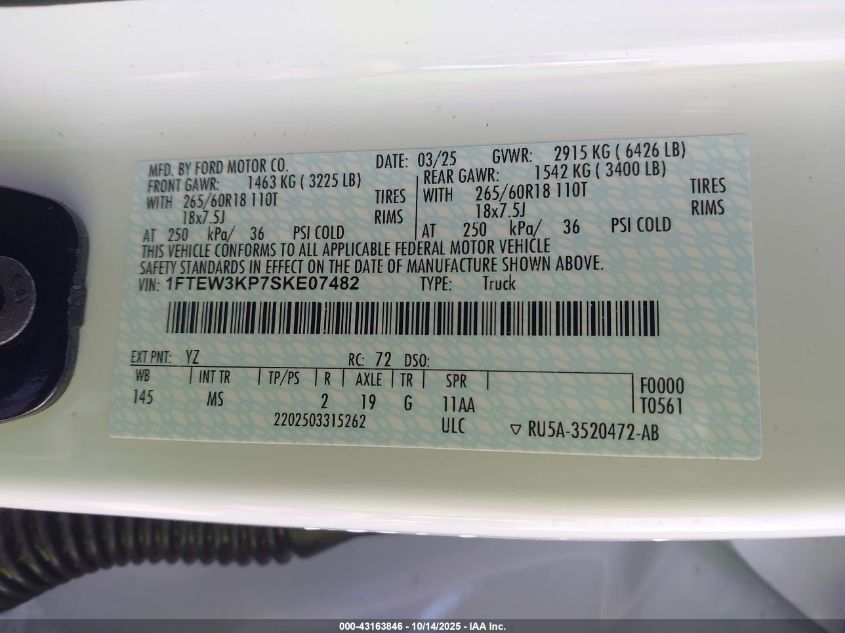 MFD. BY FORD MOTOR CO. DATE: 03/25 GVWR: 2915 KG ( 6426 LB)
FRONT GAWR: 1463 KG ( 3225 LB) REAR GAWR: 1542 KG ( 3400 LB)
WITH 265/60R18 110T TIRES WITH 265/60R18 110T TIRES
18x7.5J RIMS 18x7.5J RIMS
AT 250 kPa/ 36 PSI COLD AT 250 kPa/ 36 PSI COLD
THIS VEHICLE CONFORMS TO ALL APPLICABLE FEDERAL MOTOR VEHICLE
SAFETY STANDARDS IN EFFECT ON THE DATE OF MANUFACTURE SHOWN ABOVE.
VIN: 1FTEW3KP7SKE07482 TYPE: Truck
EXT PNT: YZ RC: 72 DSO:
WB INT TR TP/PS R AXLE TR SPR F0000
145 MS 2 19 G 11AA T0561
2202503315262 ULC ▽ RU5A-3520472-AB
000-43163846 - 10/14/2025 - IAA Inc.